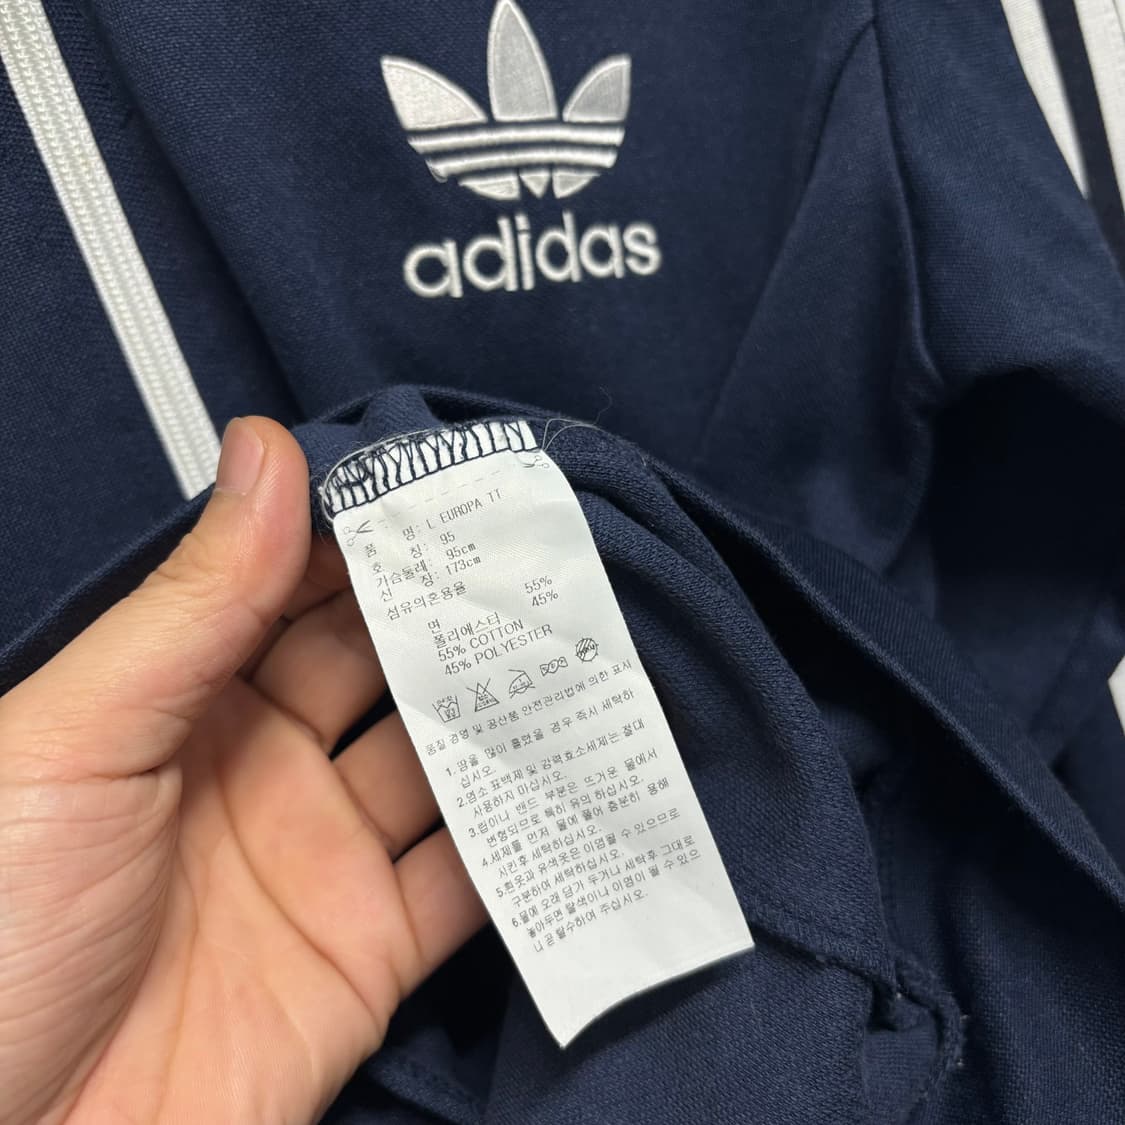 adidas
품 명: L EUROPA TT
호 칭: 95
가슴둘레: 95cm
신 장: 173cm
섬유의혼용율
면 55%
폴리에스터 45%
55% COTTON
45% POLYESTER
품질 경영 및 공산품 안전관리법에 의한 표시
1.땀을 많이 흘렸을 경우 즉시 세탁하
십시오.
2.염소 표백제 및 강력효소세제는 절대
사용하지 마십시오.
3.립이나 밴드 부분은 뜨거운 물에서
변형되므로 특히 유의 하십시오.
4.세제를 먼저 물에 풀어 충분히 용해
시킨후 세탁하십시오.
5.흰옷과 유색옷은 이염될 수 있으므로
구분하여 세탁하십시오.
6.물에 오래 담가 두거나 세탁후 그대로
놓아두면 탈색이나 이염이 될 수 있으
니 곧 탈수하여 주십시오.